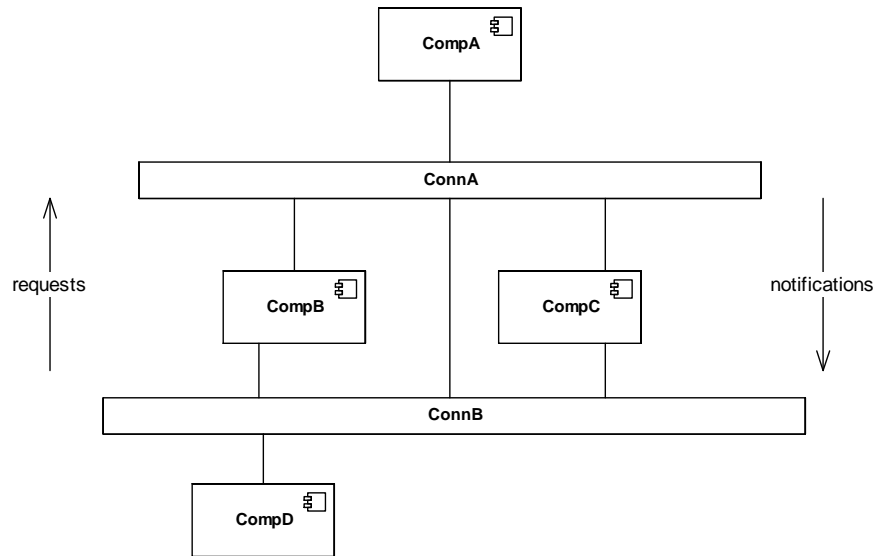 CompA
ConnA
requests
notifications
CompB
CompC
ConnB
CompD